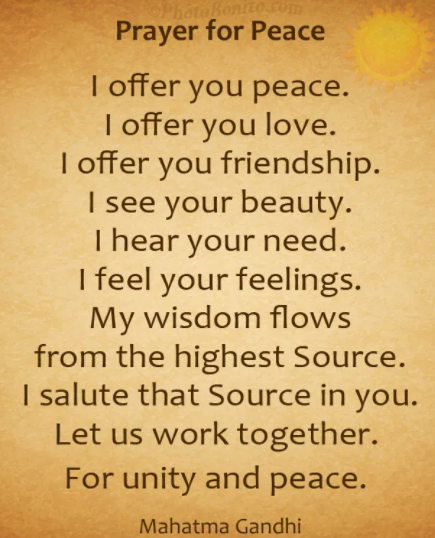 PhotoBonito.com
Prayer for Peace
I offer you peace.
I offer you love.
I offer you friendship.
I see your beauty.
I hear your need.
I feel your feelings.
My wisdom flows
from the highest Source.
I salute that Source in you.
Let us work together.
For unity and peace.
Mahatma Gandhi